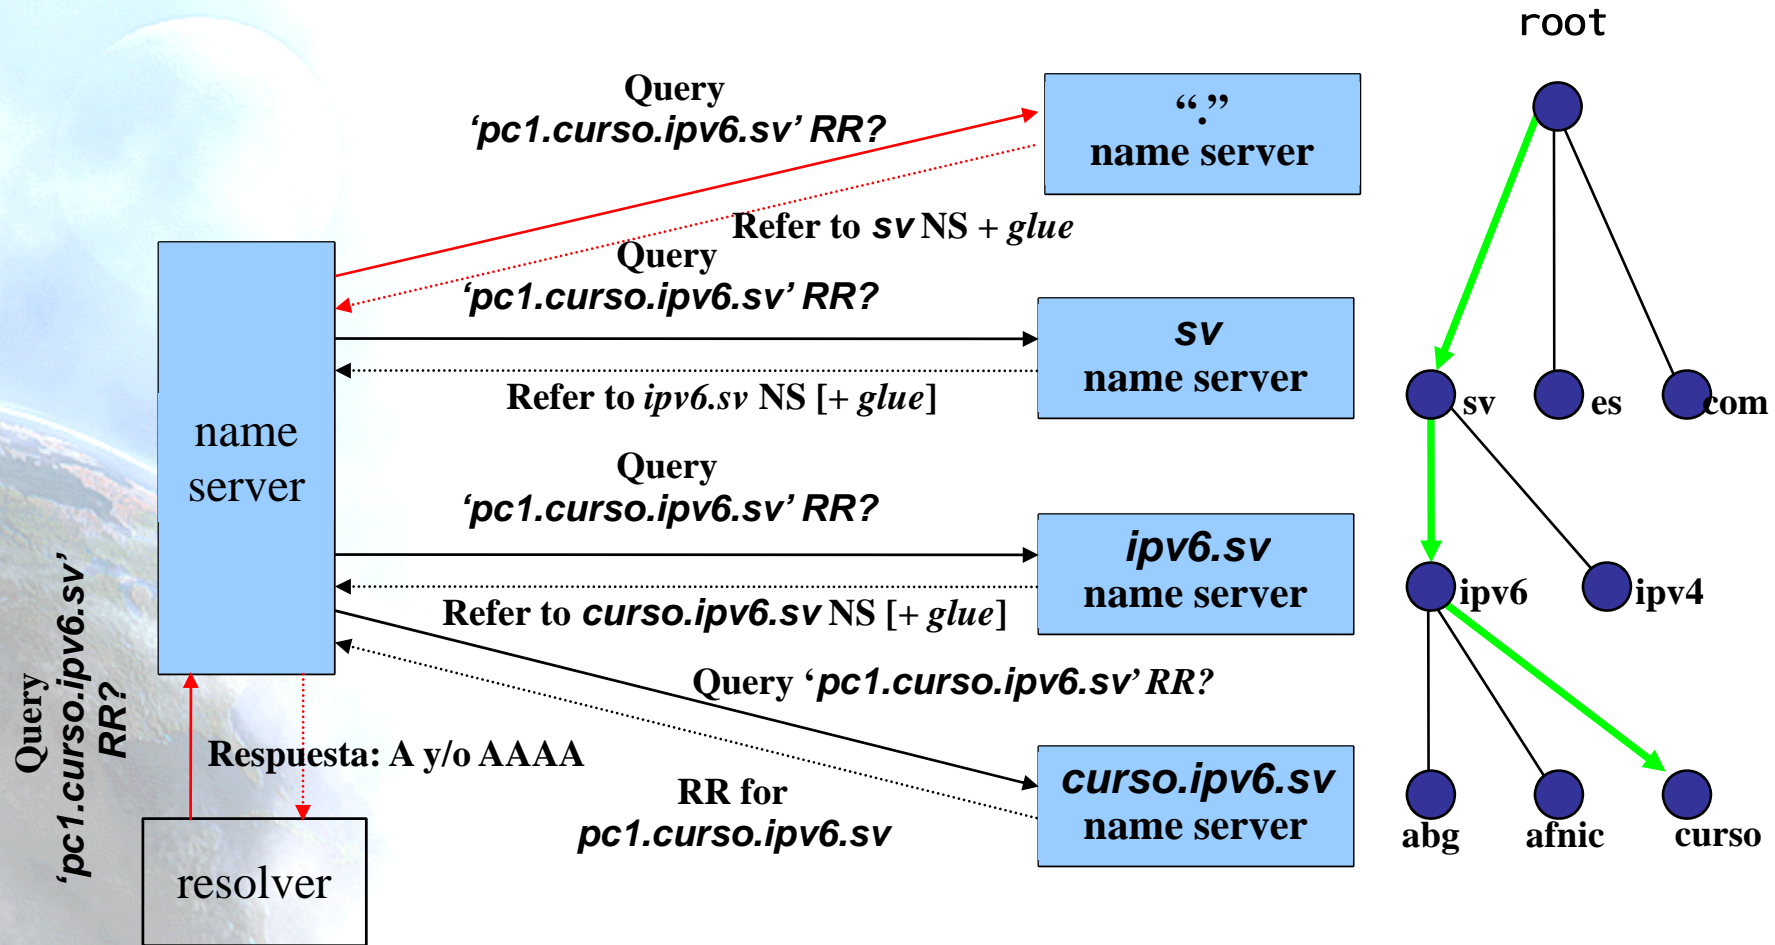 root
Query
‘pc1.curso.ipv6.sv’ RR?
“.”
name server
Refer to sv NS + glue
Query
‘pc1.curso.ipv6.sv’ RR?
sv
name server
Refer to ipv6.sv NS [+ glue]
sv
es
com
name
server
Query
‘pc1.curso.ipv6.sv’ RR?
ipv6.sv
name server
Refer to curso.ipv6.sv NS [+ glue]
ipv6
ipv4
Query ‘pc1.curso.ipv6.sv’ RR?
Query
‘pc1.curso.ipv6.sv’
RR?
Respuesta: A y/o AAAA
RR for
pc1.curso.ipv6.sv
curso.ipv6.sv
name server
abg
afnic
curso
resolver